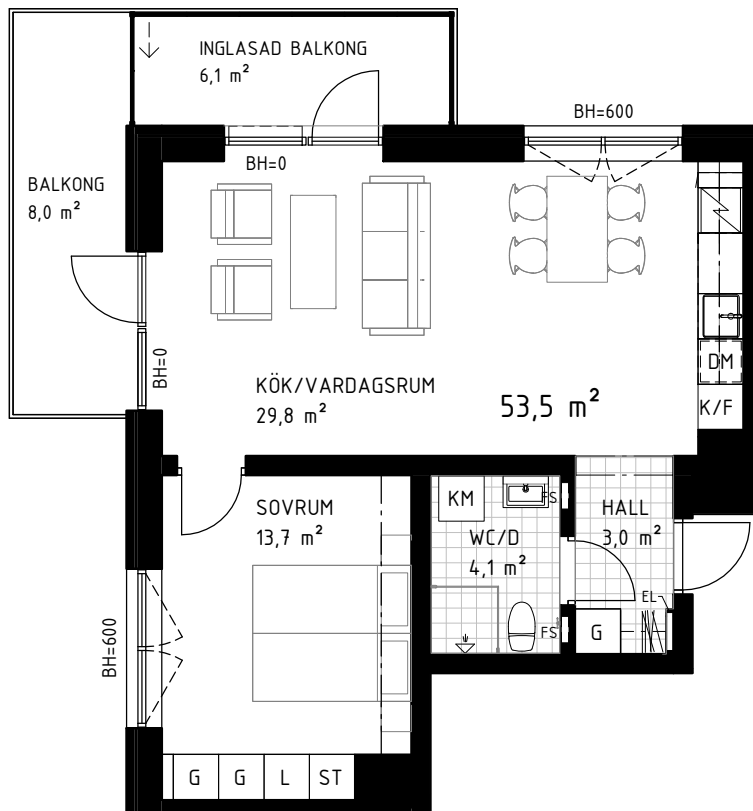 INGLASAD BALKONG
6,1 m²
BH=600
BH=0
BALKONG
8,0 m²
BH=0
KÖK/VARDAGSRUM
29,8 m²
53,5 m²
DM
K/F
SOVRUM
13,7 m²
KM
FS
WC/D
4,1 m²
HALL
3,0 m²
EL
FS
G
BH=600
G
G
L
ST